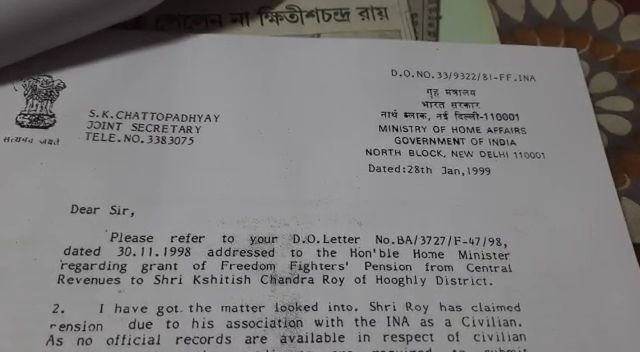 পেলেন না ক্ষিতীশচন্দ্র রায়
D.O.NO.33/9322/81-FF.INA
गृह मंत्रालय
भारत सरकार
नार्थ ब्लाक, नई दिल्ली-110001
MINISTRY OF HOME AFFAIRS
GOVERNMENT OF INDIA
NORTH BLOCK, NEW DELHI 110001
Dated:28th Jan,1999
सत्यमेव जयते
S.K.CHATTOPADHYAY
JOINT SECRETARY
TELE.NO.3383075
Dear Sir,
Please refer to your D.O.Letter No.BA/3727/F-47/98,
dated 30.11.1998 addressed to the Hon'ble Home Minister
regarding grant of Freedom Fighters' Pension from Central
Revenues to Shri Kshitish Chandra Roy of Hooghly District.
2. I have got the matter looked into. Shri Roy has claimed
pension due to his association with the INA as a Civilian.
As no official records are available in respect of civilian